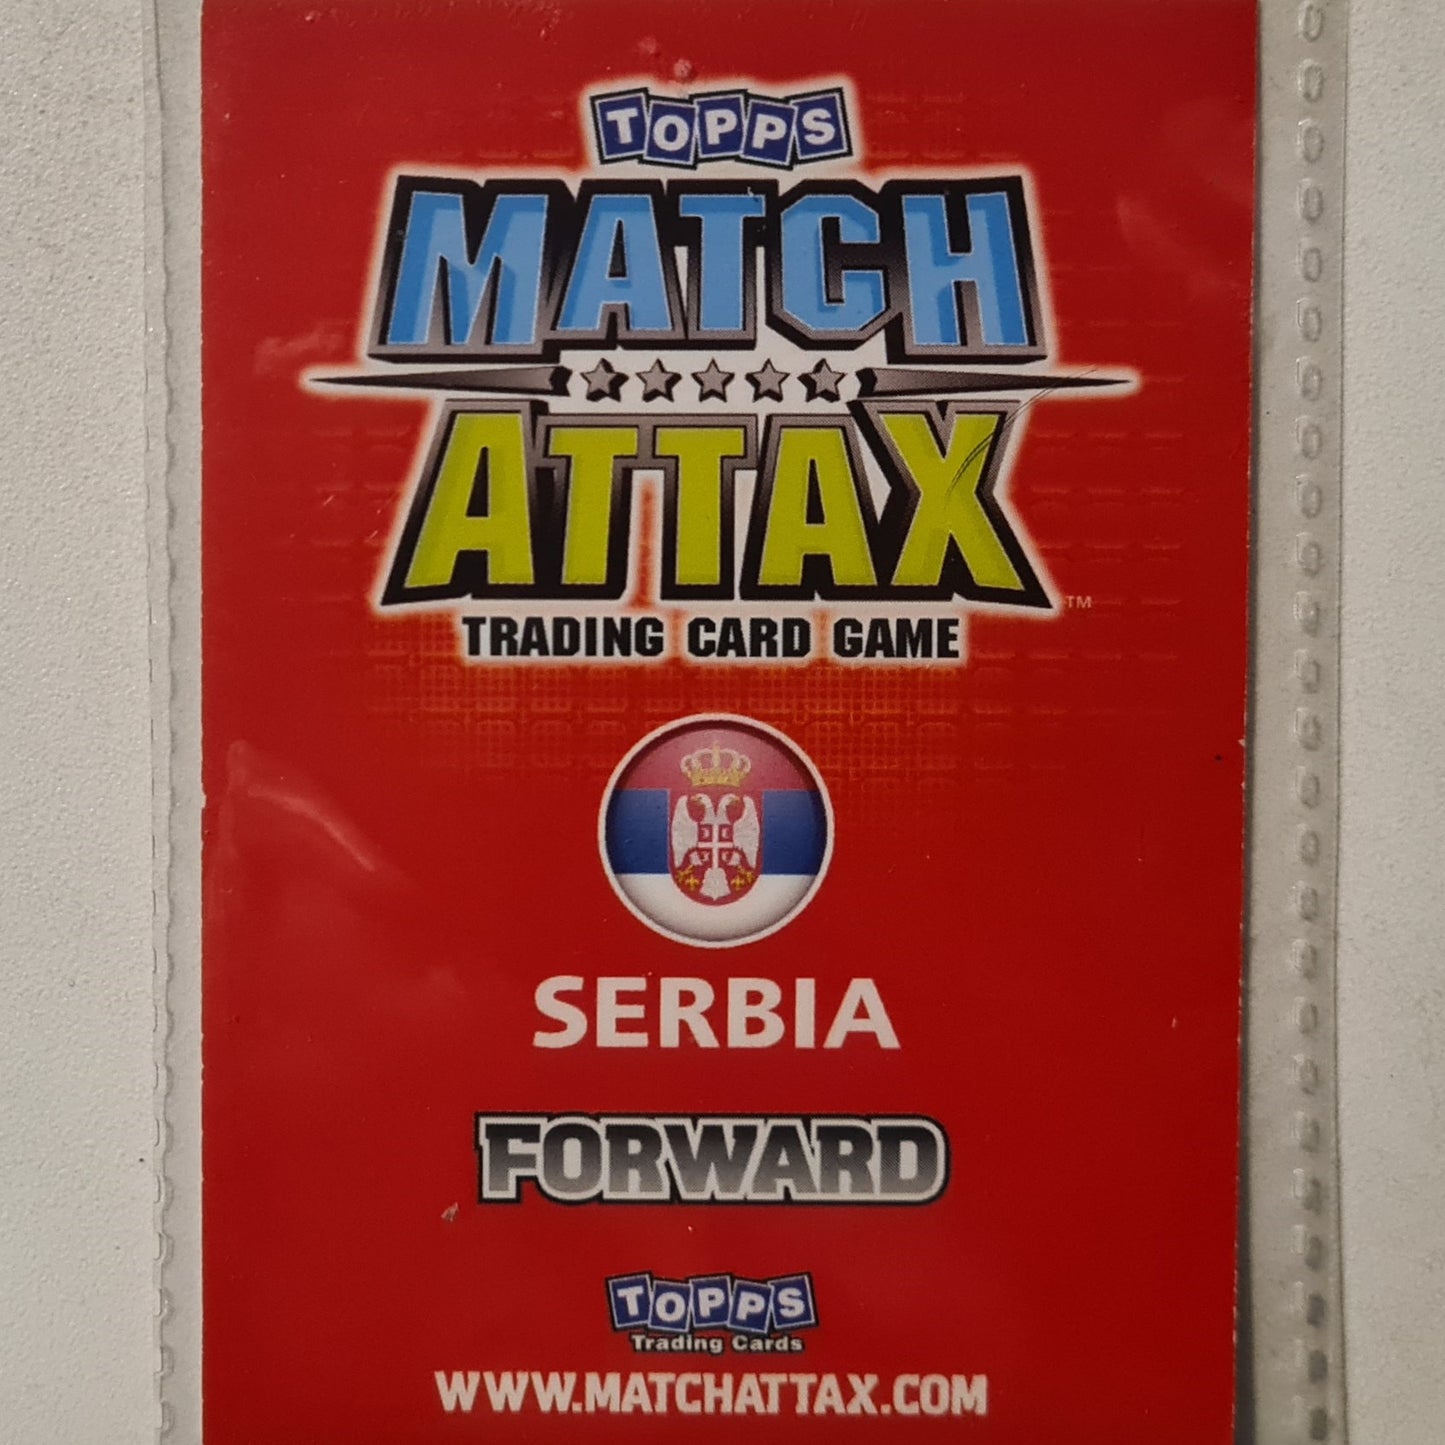 TOPPS
MATCH
ATTAX
TM
TRADING CARD GAME
SERBIA
FORWARD
TOPPS
Trading Cards
WWW.MATCHATTAX.COM